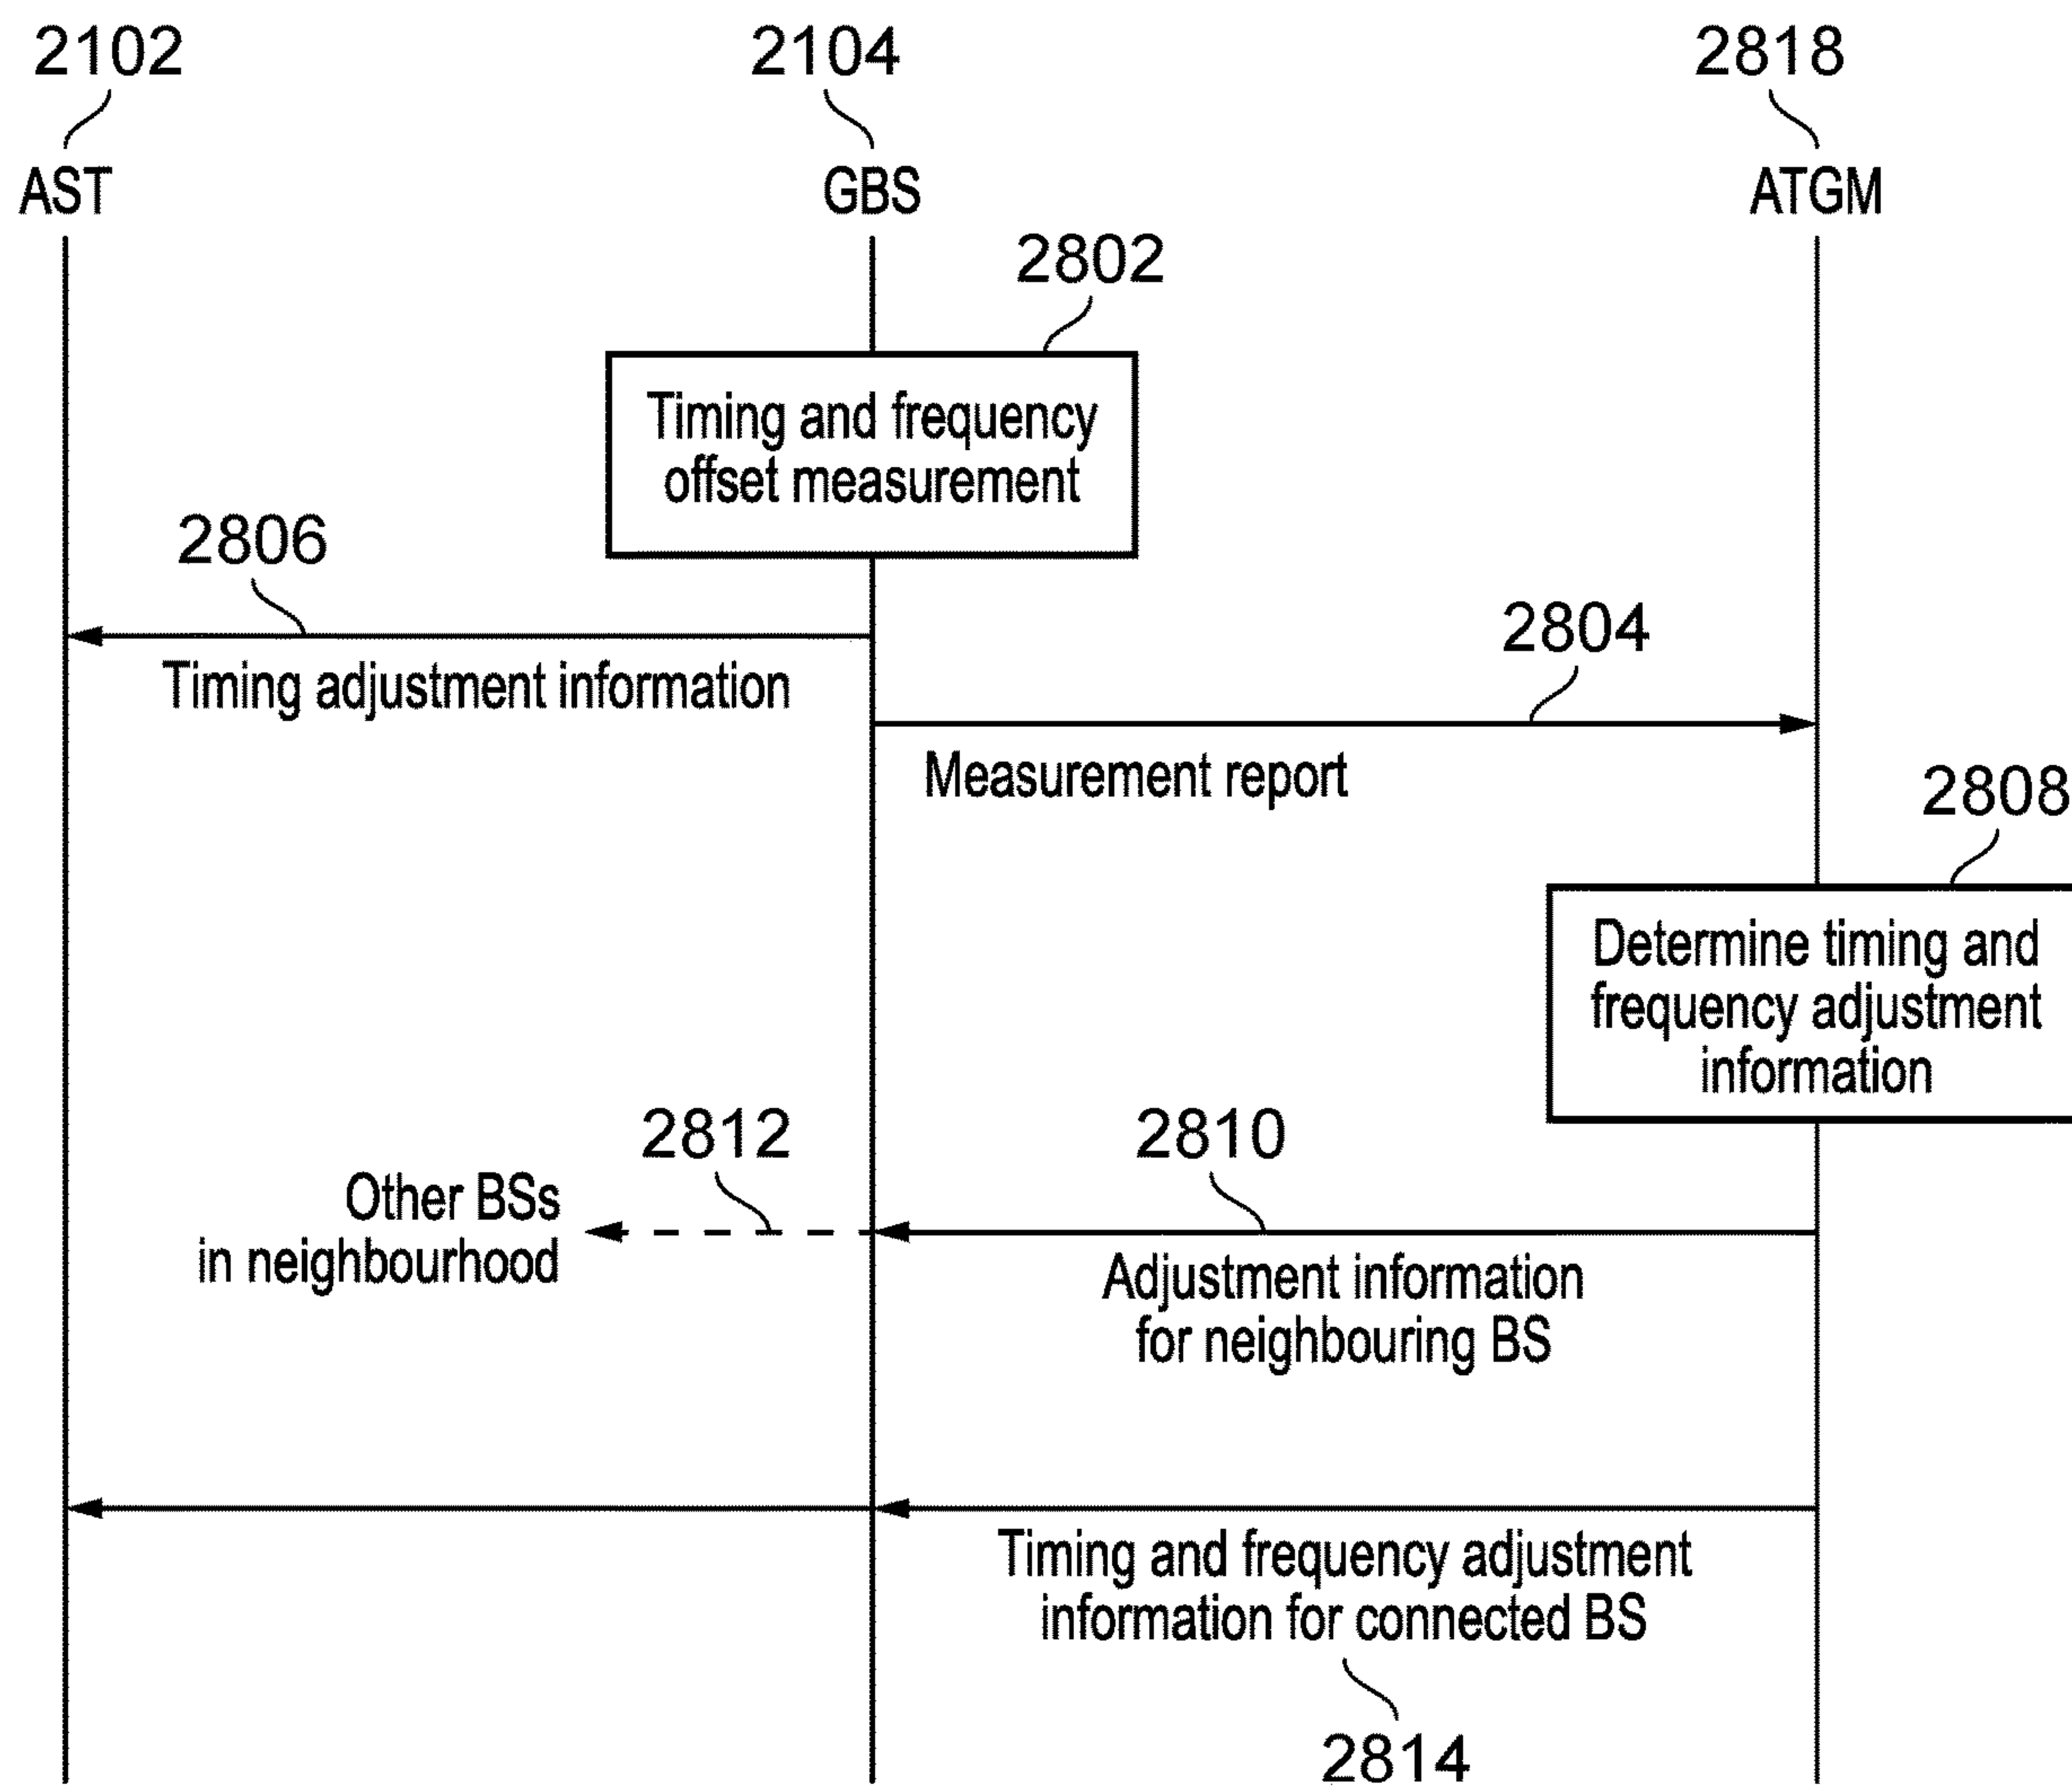 2102
2104
2818
AST
GBS
ATGM
2802
Timing and frequency
offset measurement
2806
Timing adjustment information
2804
Measurement report
2808
Determine timing and
frequency adjustment
information
2812
Other BSs
in neighbourhood
2810
Adjustment information
for neighbouring BS
Timing and frequency adjustment
information for connected BS
2814